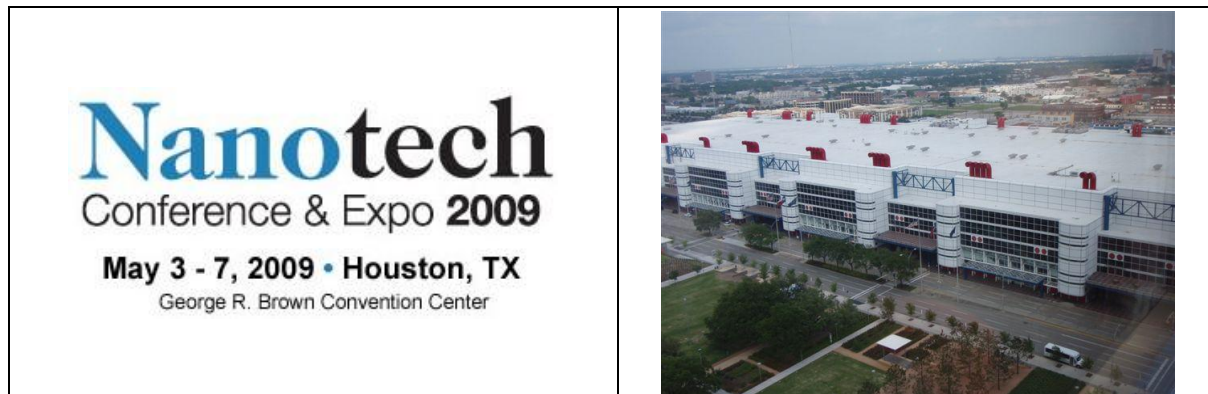 Nanotech
Conference & Expo 2009
May 3 - 7, 2009 • Houston, TX
George R. Brown Convention Center